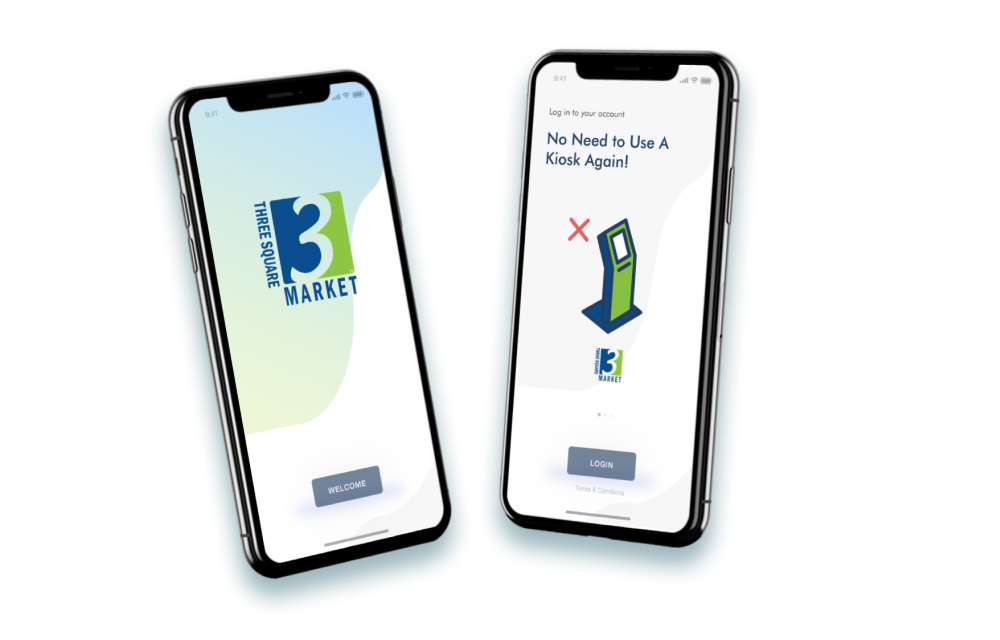 9:41
THREE SQUARE
3
MARKET
WELCOME
9:41
Log in to your account
No Need to Use A
Kiosk Again!
THREE SQUARE
3
MARKET
LOGIN
Terms & Conditions